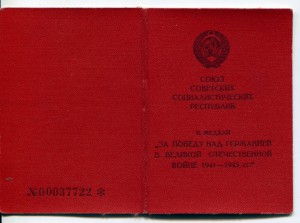 СОЮЗ
СОВЕТСКИХ
СОЦИАЛИСТИЧЕСКИХ
РЕСПУБЛИК
К МЕДАЛИ
„ЗА ПОБЕДУ НАД ГЕРМАНИЕЙ
В ВЕЛИКОЙ ОТЕЧЕСТВЕННОЙ
ВОЙНЕ 1941—1945 гг."
№00037722 *